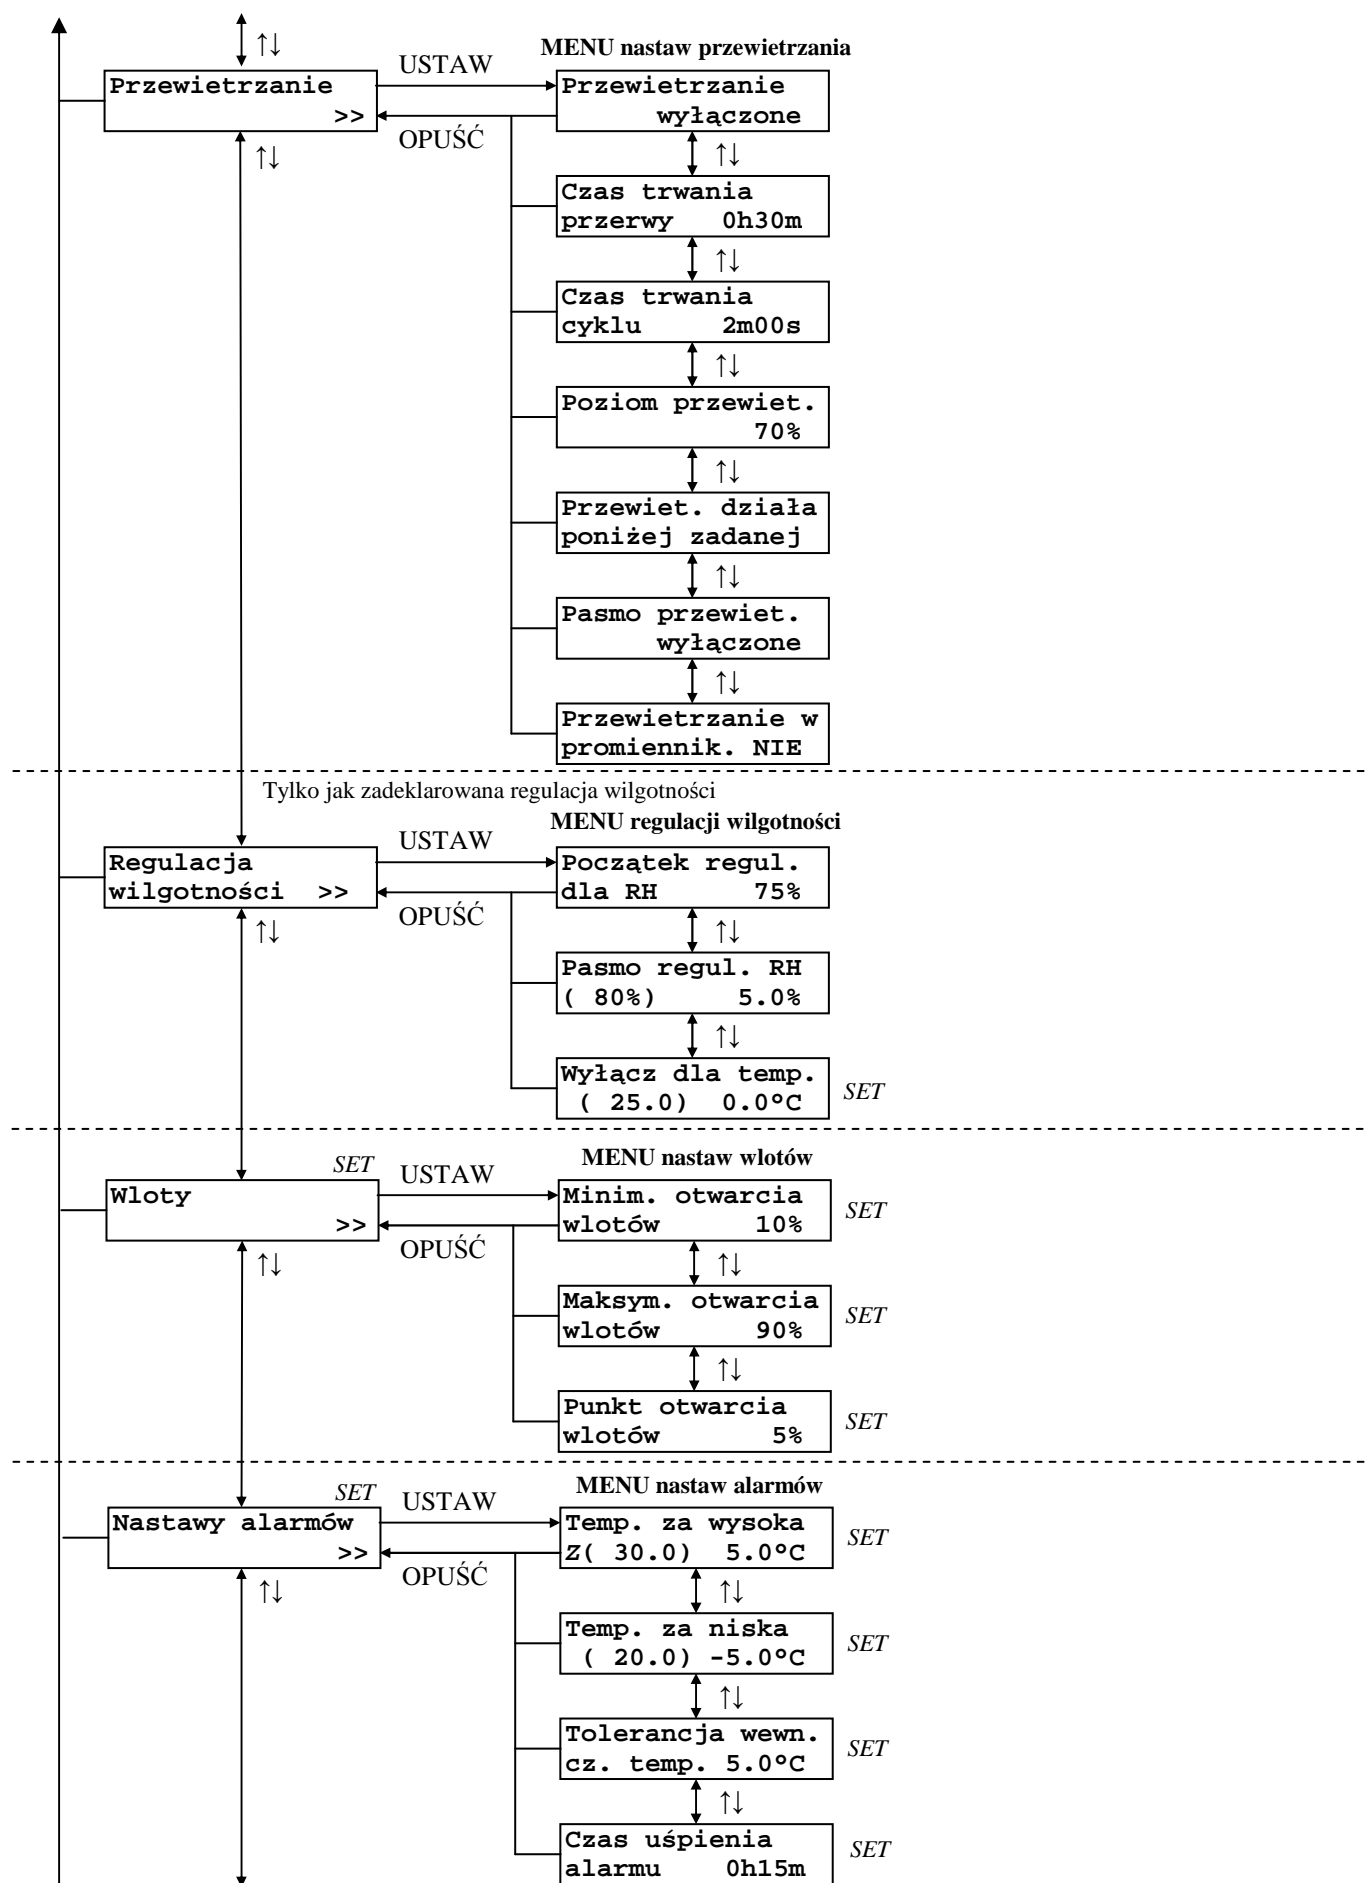 ↑↓
MENU nastaw przewietrzania
Przewietrzanie
>>
USTAW
OPUŚĆ
Przewietrzanie
wyłączone
↑↓
↑↓
Czas trwania
przerwy 0h30m
↑↓
Czas trwania
cyklu 2m00s
↑↓
Poziom przewiet.
70%
↑↓
Przewiet. działa
poniżej zadanej
↑↓
Pasmo przewiet.
wyłączone
↑↓
Przewietrzanie w
promiennik. NIE
Tylko jak zadeklarowana regulacja wilgotności
MENU regulacji wilgotności
Regulacja
wilgotności >>
USTAW
OPUŚĆ
Początek regul.
dla RH 75%
↑↓
↑↓
Pasmo regul. RH
( 80%) 5.0%
↑↓
Wyłącz dla temp.
( 25.0) 0.0°C
SET
MENU nastaw wlotów
SET
Wloty
>>
USTAW
OPUŚĆ
Minim. otwarcia
wlotów 10%
SET
↑↓
↑↓
Maksym. otwarcia
wlotów 90%
SET
↑↓
Punkt otwarcia
wlotów 5%
SET
MENU nastaw alarmów
SET
Nastawy alarmów
>>
USTAW
OPUŚĆ
Temp. za wysoka
Z( 30.0) 5.0°C
SET
↑↓
↑↓
Temp. za niska
( 20.0) -5.0°C
SET
↑↓
Tolerancja wewn.
cz. temp. 5.0°C
SET
↑↓
Czas uśpienia
alarmu 0h15m
SET